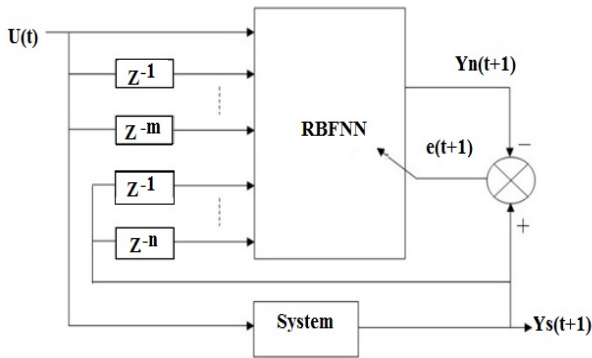 U(t)
Z-1
Z-m
Z-1
Z-n
RBFNN
Yn(t+1)
e(t+1)
−
+
System
Ys(t+1)